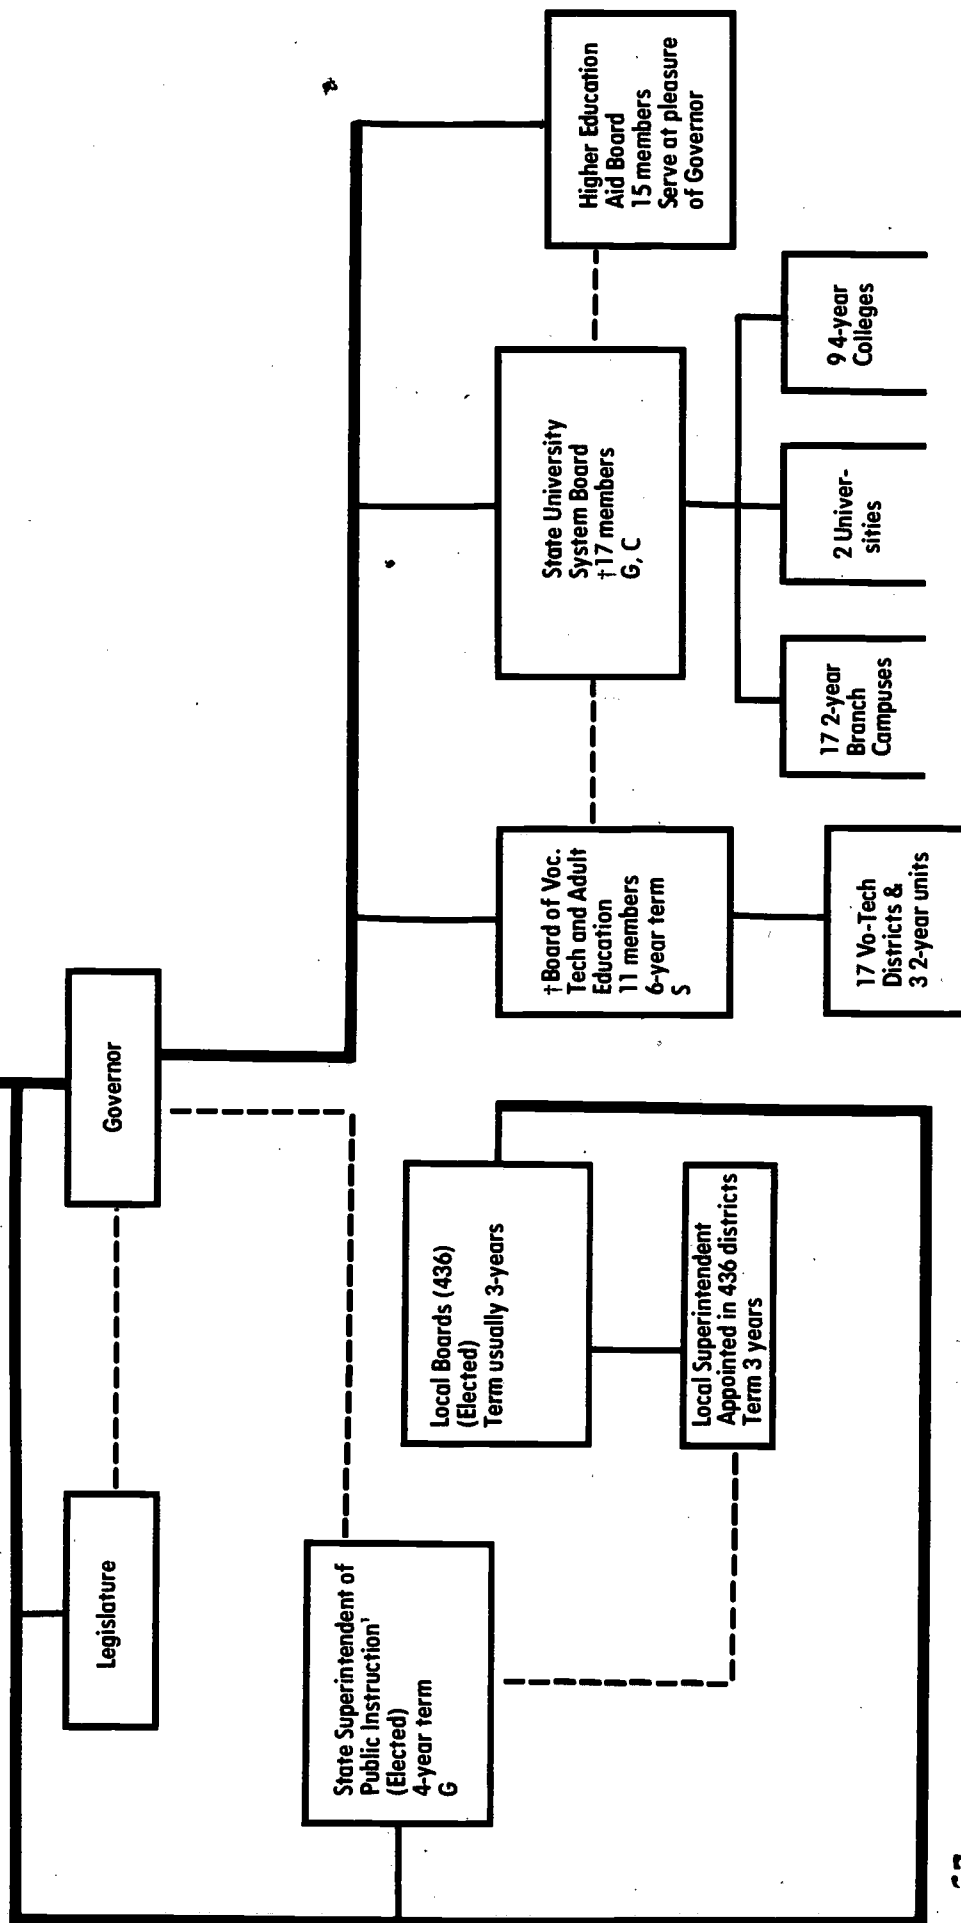 Legislature
Governor
State Superintendent of
Public Instruction'
(Elected)
4-year term
G
Local Boards (436)
(Elected)
Term usually 3-years
Local Superintendent
Appointed in 436 districts
Term 3 years
†Board of Voc.
Tech and Adult
Education
11 members
6-year term
S
State University
System Board
†17 members
G, C
Higher Education
Aid Board
15 members
Serve at pleasure
of Governor
17 Vo-Tech
Districts &
3 2-year units
17 2-year
Branch
Campuses
2 Univer-
sities
9 4-year
Colleges